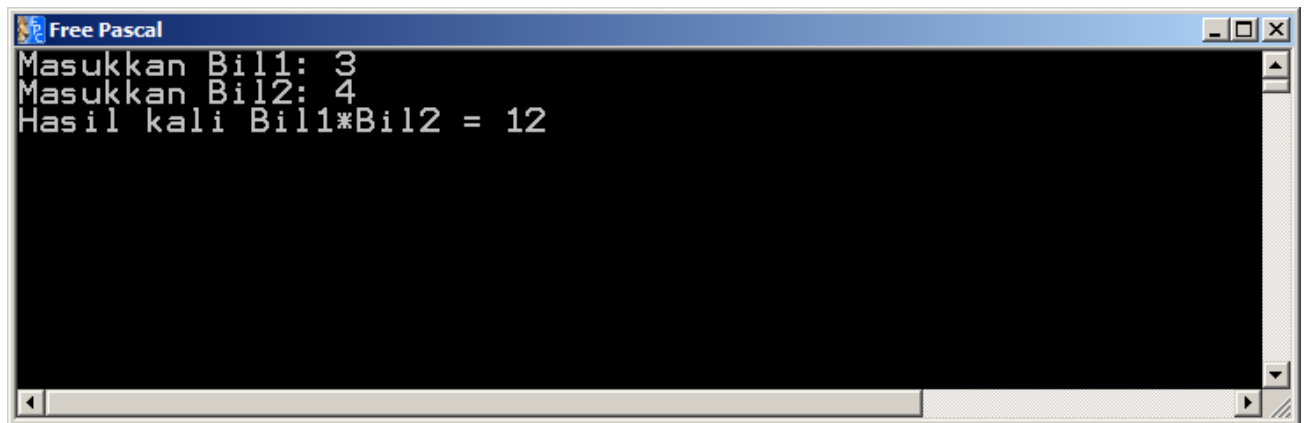 Free Pascal
Masukkan Bil1: 3
Masukkan Bil2: 4
Hasil kali Bil1*Bil2 = 12